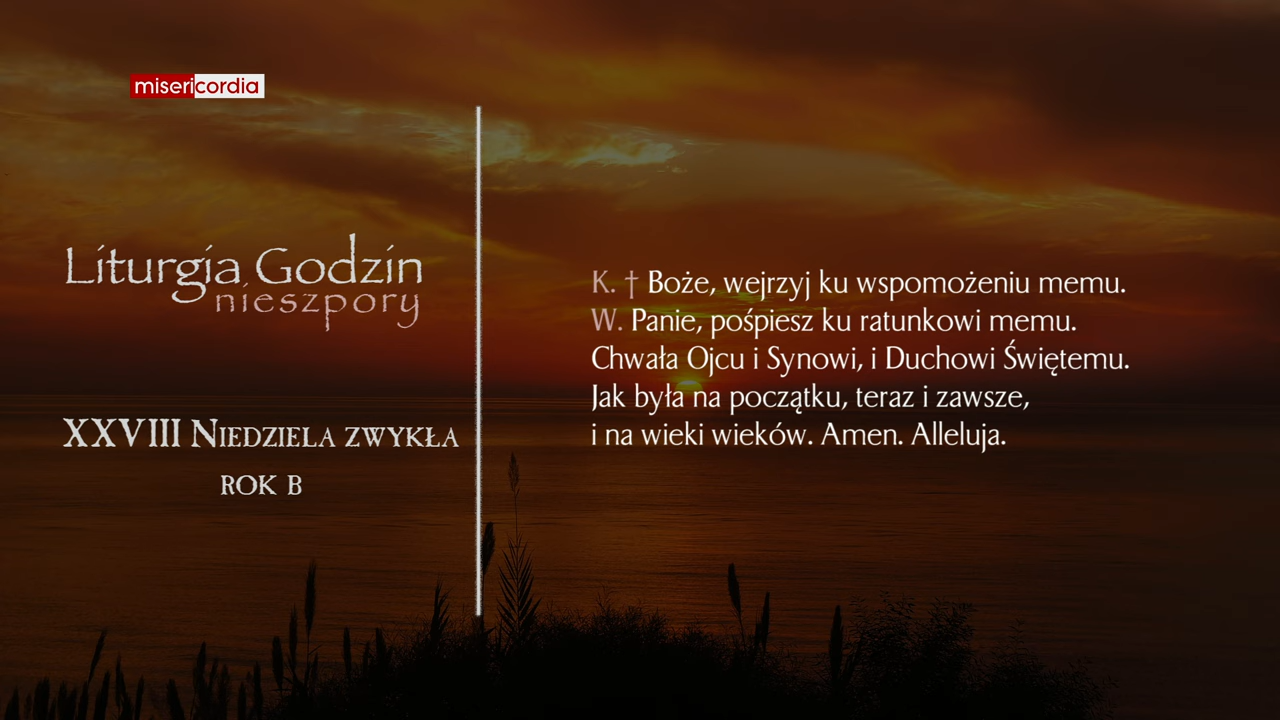 misericordia
Liturgia Godzin
nieszpory
XXVIII Niedziela zwykła
rok B
K. † Boże, wejrzyj ku wspomożeniu memu.
W. Panie, pośpiesz ku ratunkowi memu.
Chwała Ojcu i Synowi, i Duchowi Świętemu.
Jak była na początku, teraz i zawsze,
i na wieki wieków. Amen. Alleluja.